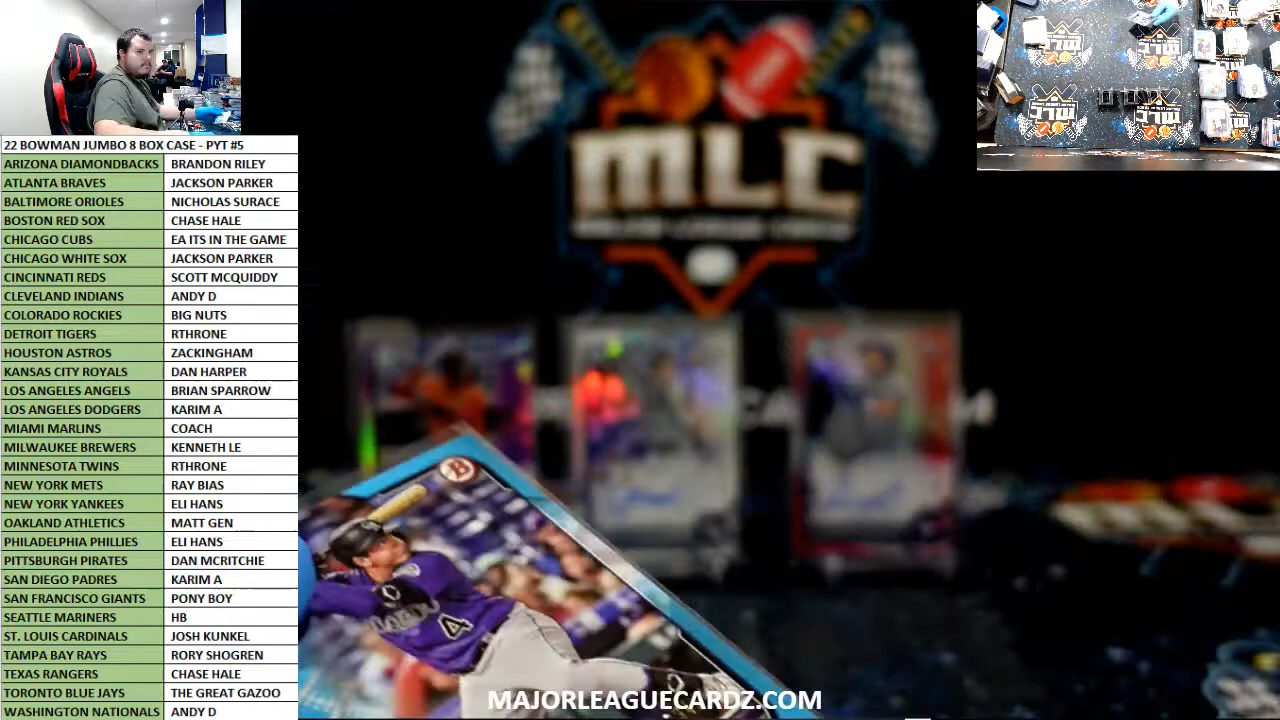 22 BOWMAN JUMBO 8 BOX CASE - PYT #5
ARIZONA DIAMONDBACKS BRANDON RILEY
ATLANTA BRAVES JACKSON PARKER
BALTIMORE ORIOLES NICHOLAS SURACE
BOSTON RED SOX CHASE HALE
CHICAGO CUBS EA ITS IN THE GAME
CHICAGO WHITE SOX JACKSON PARKER
CINCINNATI REDS SCOTT MCQUIDDY
CLEVELAND INDIANS ANDY D
COLORADO ROCKIES BIG NUTS
DETROIT TIGERS RTHRONE
HOUSTON ASTROS ZACKINGHAM
KANSAS CITY ROYALS DAN HARPER
LOS ANGELES ANGELS BRIAN SPARROW
LOS ANGELES DODGERS KARIM A
MIAMI MARLINS COACH
MILWAUKEE BREWERS KENNETH LE
MINNESOTA TWINS RTHRONE
NEW YORK METS RAY BIAS
NEW YORK YANKEES ELI HANS
OAKLAND ATHLETICS MATT GEN
PHILADELPHIA PHILLIES ELI HANS
PITTSBURGH PIRATES DAN MCRITCHIE
SAN DIEGO PADRES KARIM A
SAN FRANCISCO GIANTS PONY BOY
SEATTLE MARINERS HB
ST. LOUIS CARDINALS JOSH KUNKEL
TAMPA BAY RAYS RORY SHOGREN
TEXAS RANGERS CHASE HALE
TORONTO BLUE JAYS THE GREAT GAZOO
WASHINGTON NATIONALS ANDY D
MLC
B
4
MAJORLEAGUECARDZ.COM
MLC
MLC
MLC